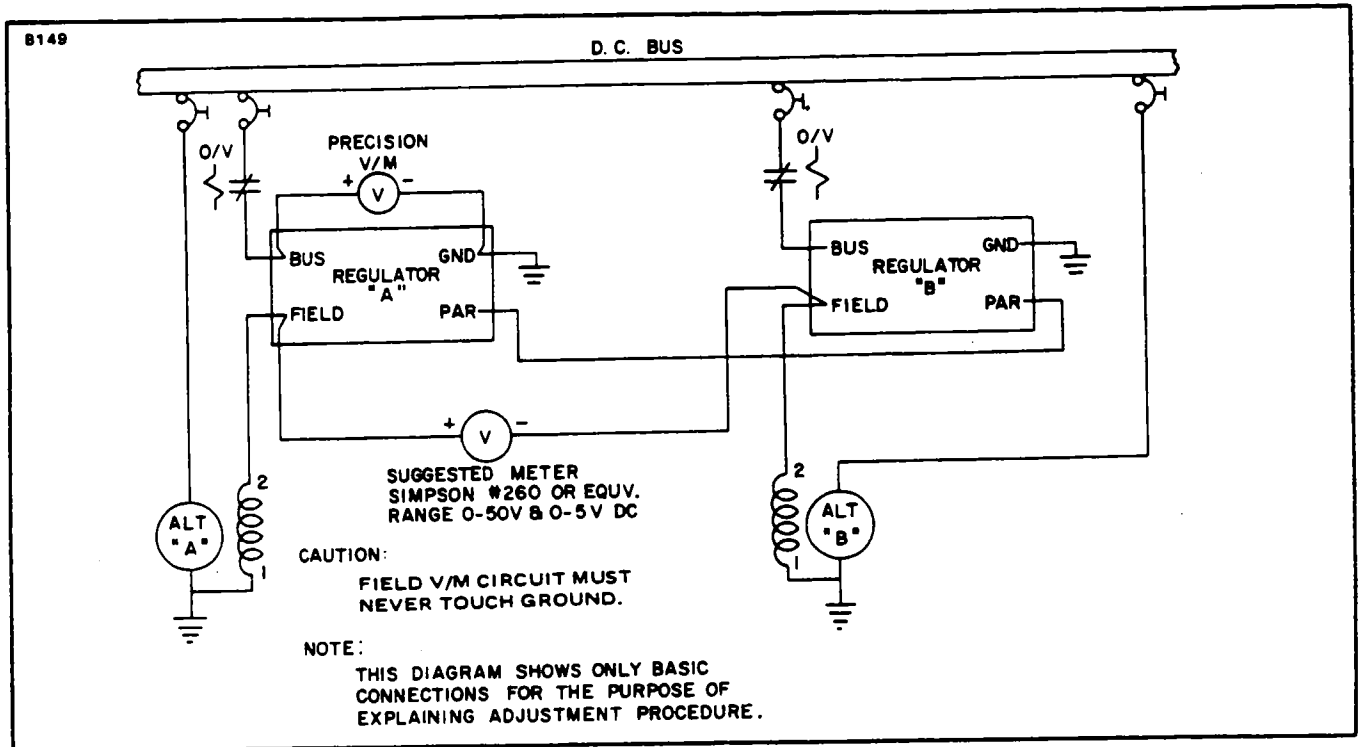 B149
D. C. BUS
O/V
PRECISION
V/M
+ V -
O/V
BUS
GND
REGULATOR
"A"
FIELD
PAR
BUS
GND
REGULATOR
"B"
FIELD
PAR
+ V -
SUGGESTED METER
SIMPSON #260 OR EQUV.
RANGE 0-50V & 0-5V DC
2
ALT
"A"
1
2
ALT
"B"
1
CAUTION:
FIELD V/M CIRCUIT MUST
NEVER TOUCH GROUND.
NOTE:
THIS DIAGRAM SHOWS ONLY BASIC
CONNECTIONS FOR THE PURPOSE OF
EXPLAINING ADJUSTMENT PROCEDURE.